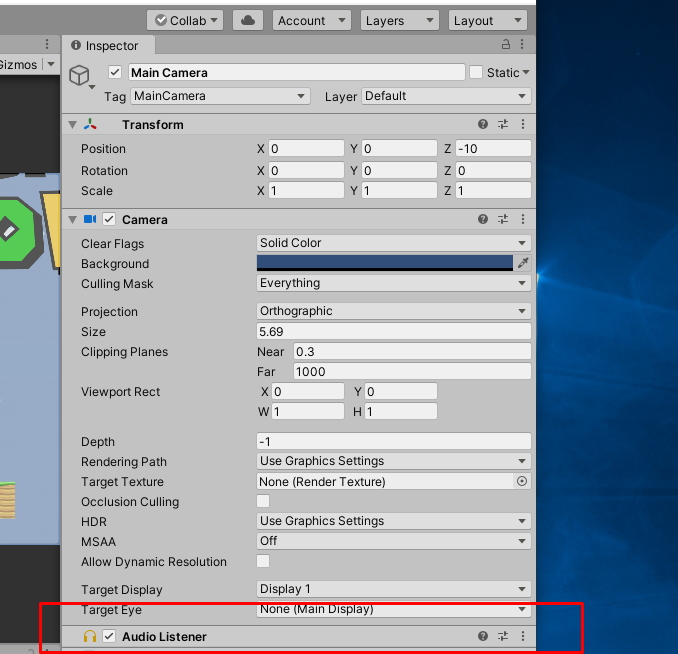 Collab
Account
Layers
Layout
Gizmos
Inspector
Main Camera
Static
Tag MainCamera Layer Default
Transform
Position X 0 Y 0 Z -10
Rotation X 0 Y 0 Z 0
Scale X 1 Y 1 Z 1
Camera
Clear Flags Solid Color
Background
Culling Mask Everything
Projection Orthographic
Size 5.69
Clipping Planes Near 0.3
Far 1000
Viewport Rect X 0 Y 0
W 1 H 1
Depth -1
Rendering Path Use Graphics Settings
Target Texture None (Render Texture)
Occlusion Culling
HDR Use Graphics Settings
MSAA Off
Allow Dynamic Resolution
Target Display Display 1
Target Eye None (Main Display)
Audio Listener